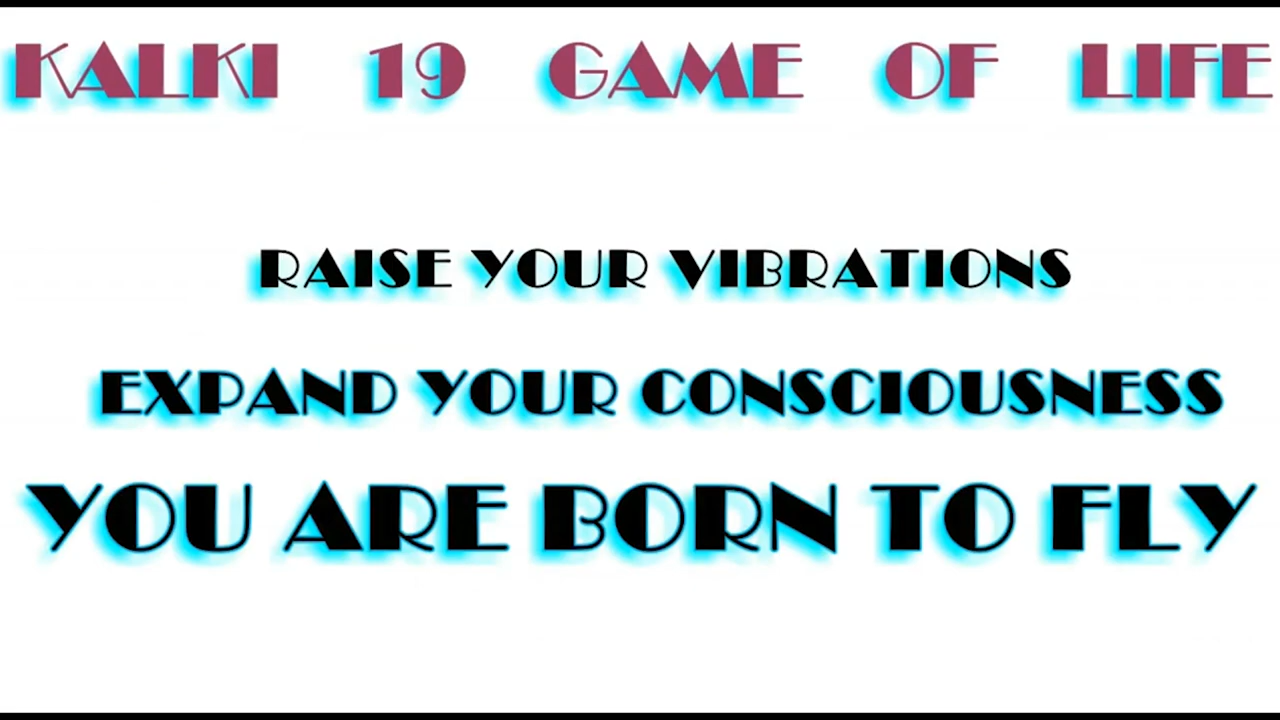 KALKI 19 GAME OF LIFE
RAISE YOUR VIBRATIONS
EXPAND YOUR CONSCIOUSNESS
YOU ARE BORN TO FLY